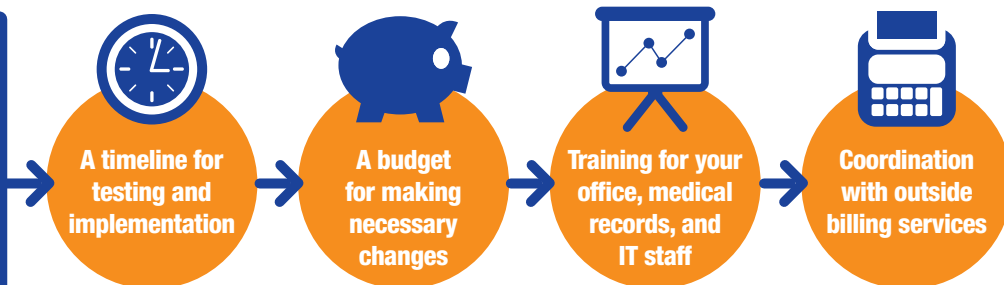 A timeline for
testing and
implementation
A budget
for making
necessary
changes
Training for your
office, medical
records, and
IT staff
Coordination
with outside
billing services